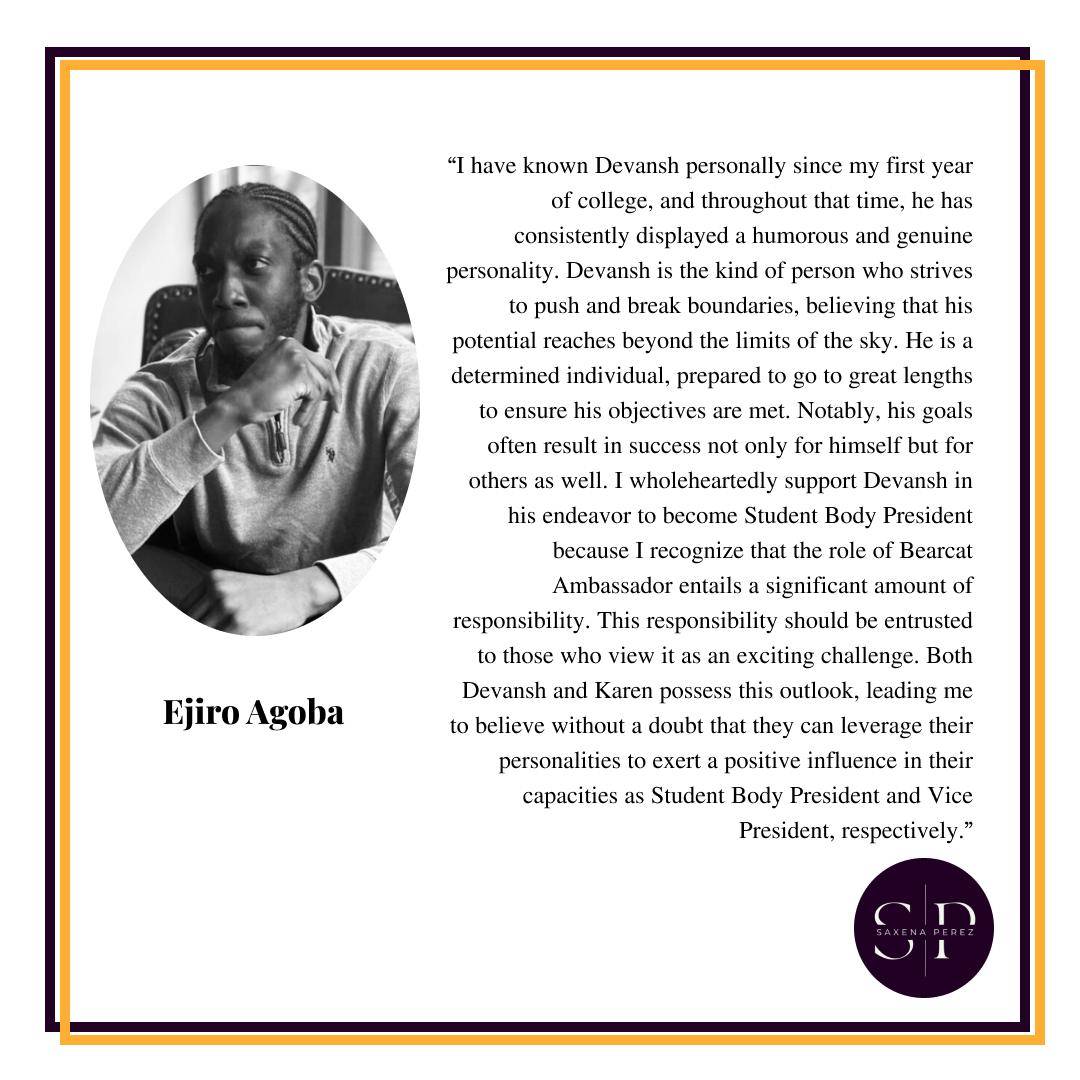 “I have known Devansh personally since my first year
of college, and throughout that time, he has
consistently displayed a humorous and genuine
personality. Devansh is the kind of person who strives
to push and break boundaries, believing that his
potential reaches beyond the limits of the sky. He is a
determined individual, prepared to go to great lengths
to ensure his objectives are met. Notably, his goals
often result in success not only for himself but for
others as well. I wholeheartedly support Devansh in
his endeavor to become Student Body President
because I recognize that the role of Bearcat
Ambassador entails a significant amount of
responsibility. This responsibility should be entrusted
to those who view it as an exciting challenge. Both
Devansh and Karen possess this outlook, leading me
to believe without a doubt that they can leverage their
personalities to exert a positive influence in their
capacities as Student Body President and Vice
President, respectively.”
Ejiro Agoba
S P
SAXENA PEREZ